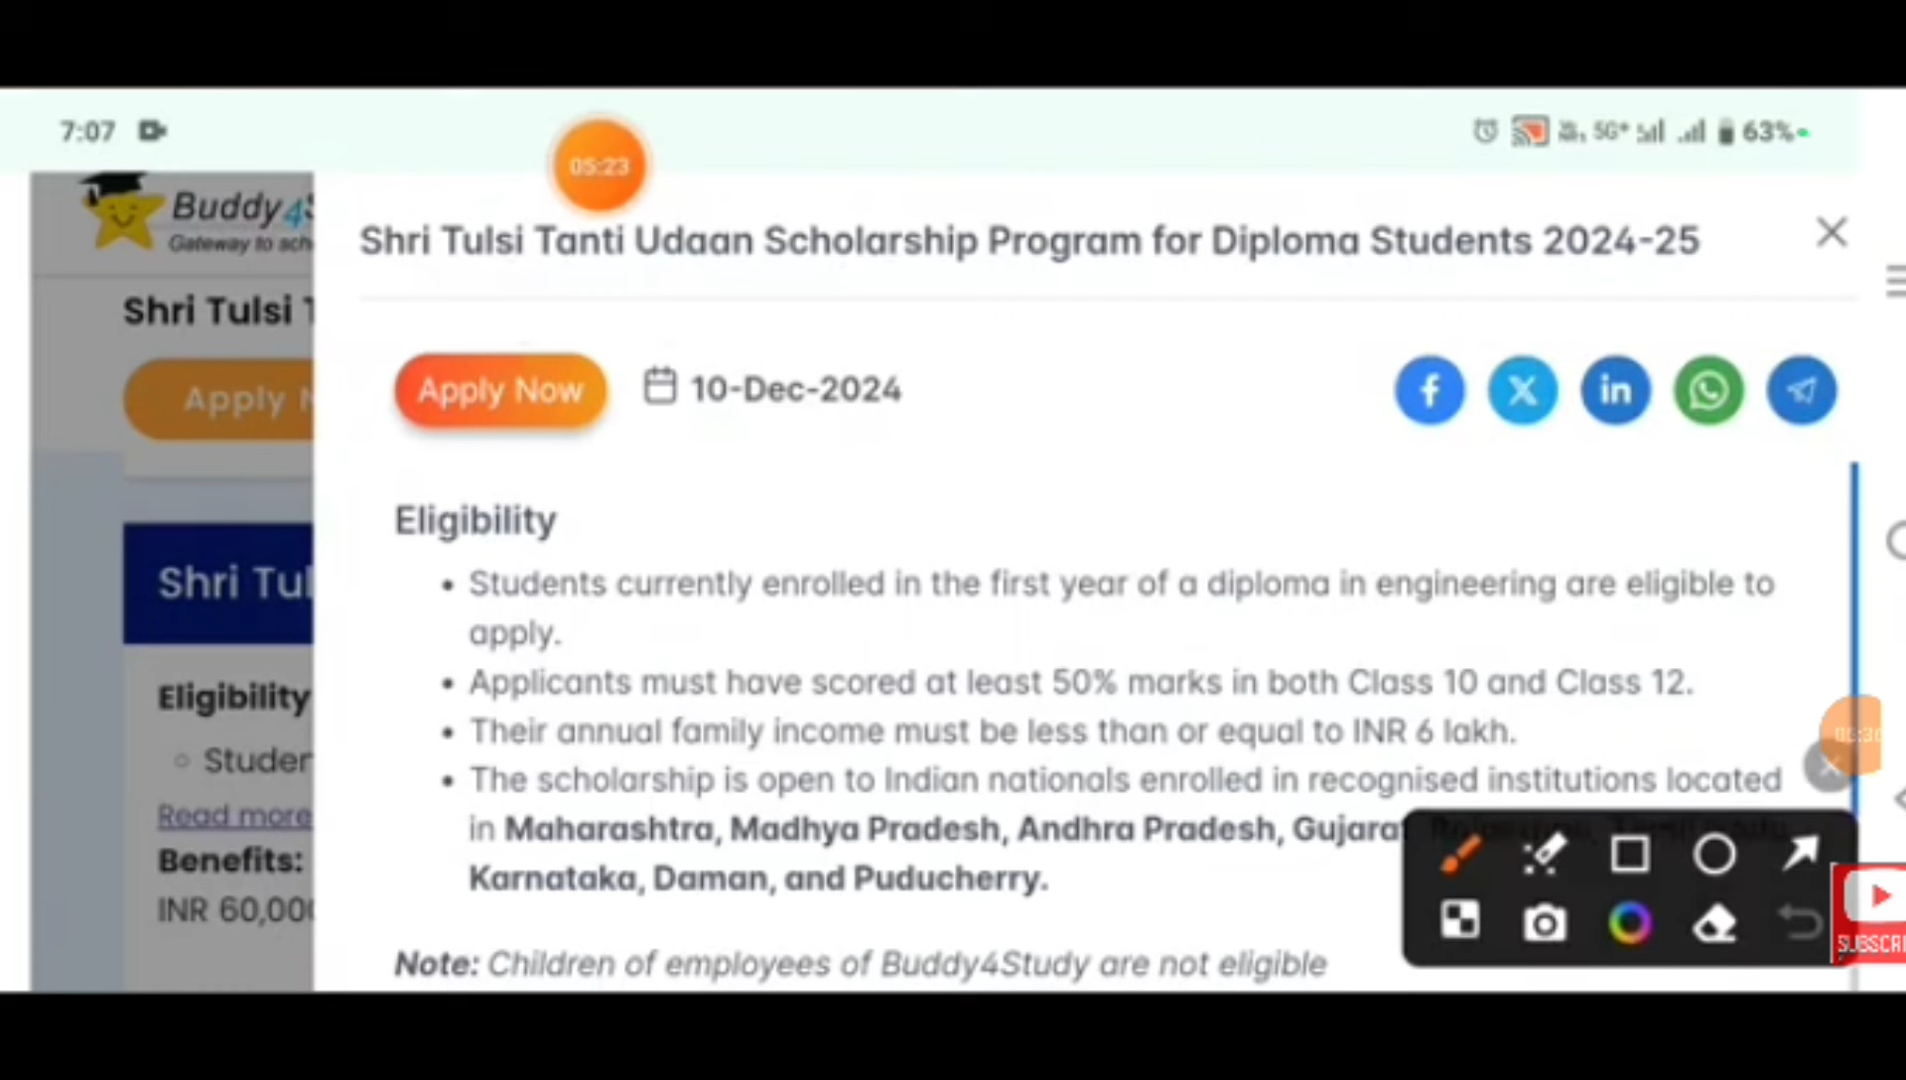 7:07
05:23
5G+
63%
Buddy4
Gateway to sch
Shri Tulsi Tanti Udaan Scholarship Program for Diploma Students 2024-25
Shri Tulsi
Apply Now
10-Dec-2024
Apply N
Eligibility
Students currently enrolled in the first year of a diploma in engineering are eligible to
apply.
Applicants must have scored at least 50% marks in both Class 10 and Class 12.
Their annual family income must be less than or equal to INR 6 lakh.
The scholarship is open to Indian nationals enrolled in recognised institutions located
in Maharashtra, Madhya Pradesh, Andhra Pradesh, Gujarat
Karnataka, Daman, and Puducherry.
Note: Children of employees of Buddy4Study are not eligible
Shri Tul
Eligibility
Studen
Read more
Benefits:
INR 60,000
SUBSCRI